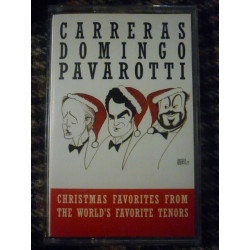 CARRERAS
DOMINGO
PAVAROTTI
CHRISTMAS FAVORITES FROM
THE WORLD'S FAVORITE TENORS